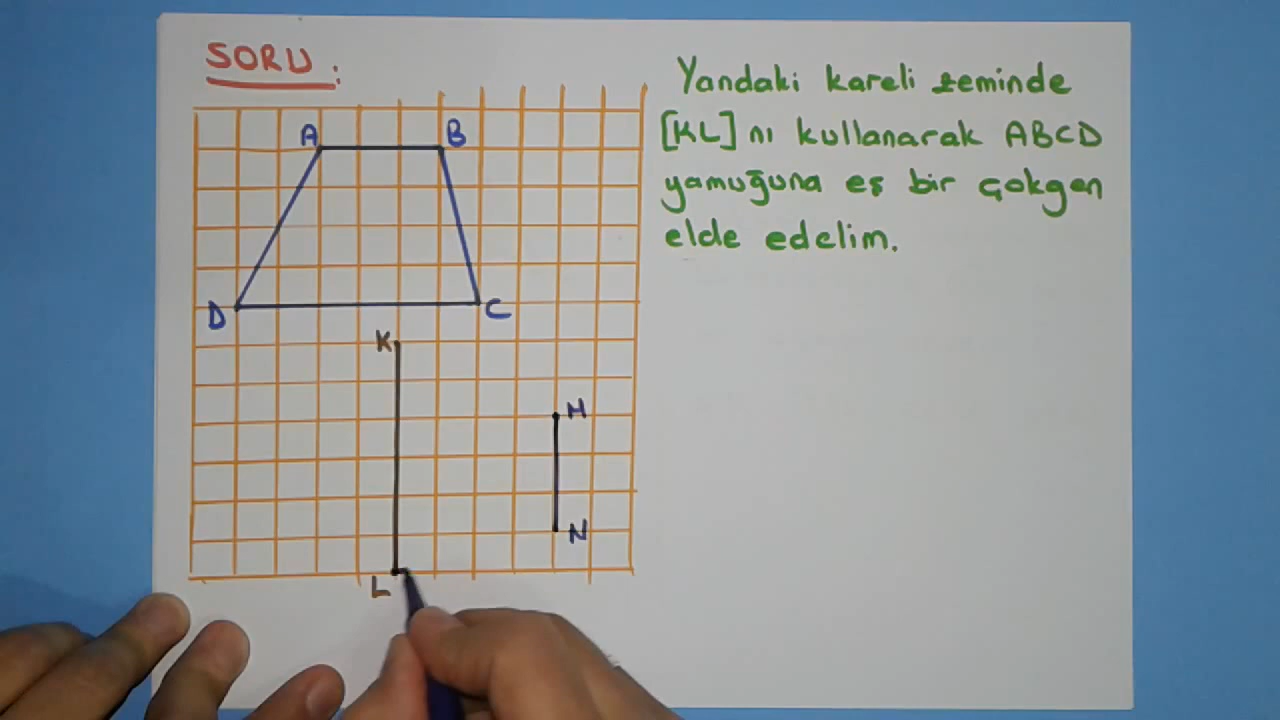 SORU:
Yandaki kareli zeminde
[KL] nı kullanarak ABCD
yamuğuna eş bir çokgen
elde edelim.
A
B
D
C
K
H
N
L